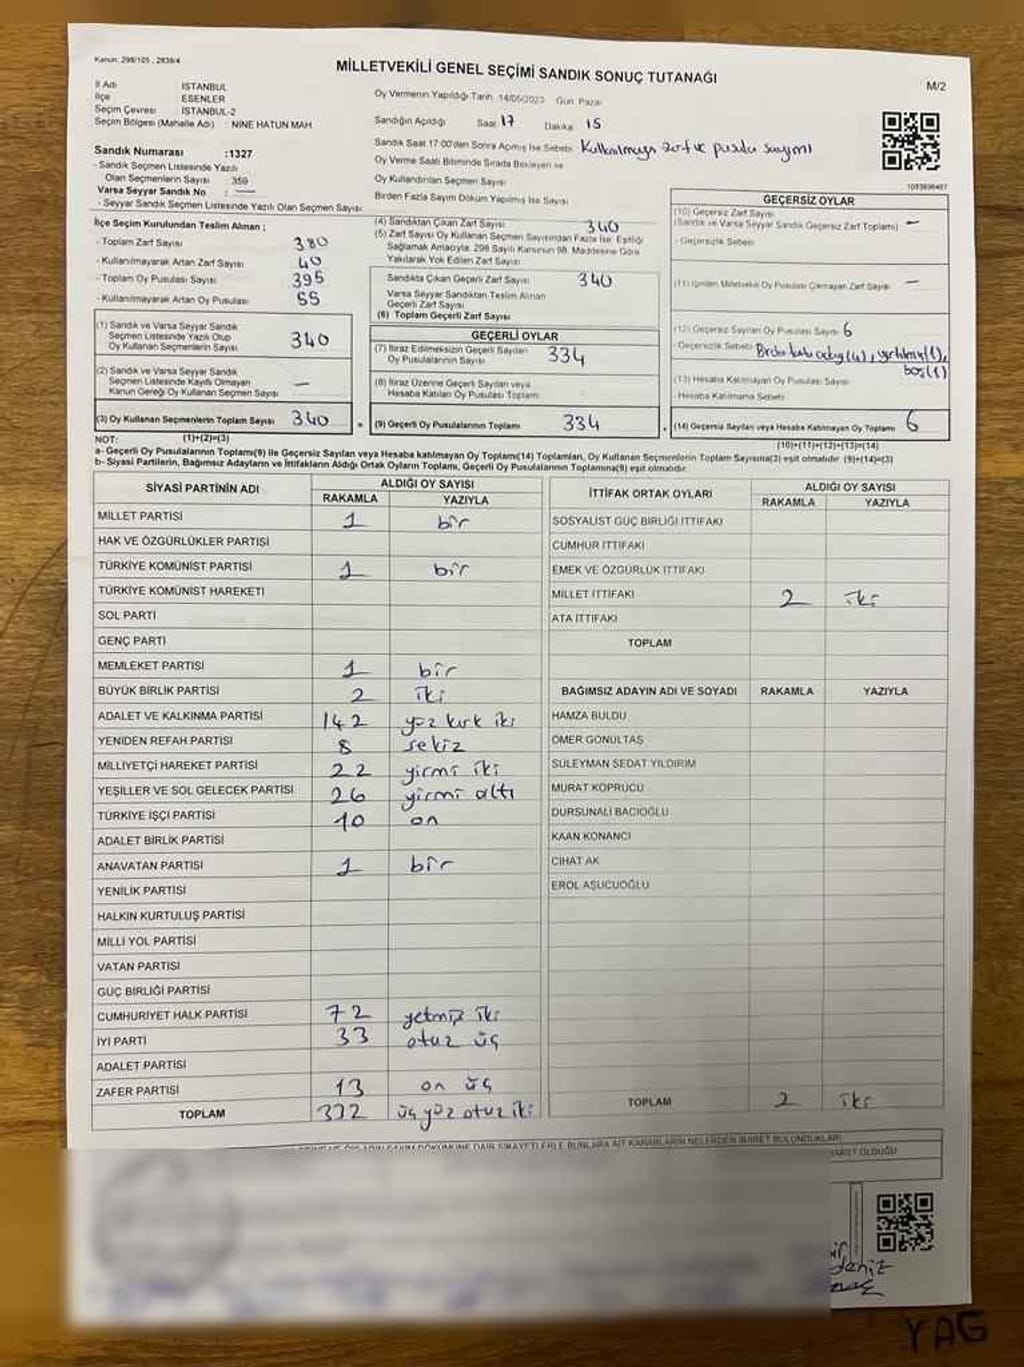 Kanun: 298/105 , 2839/4
MİLLETVEKİLİ GENEL SEÇİMİ SANDIK SONUÇ TUTANAĞI
M/2
İl Adı İSTANBUL
İlçe ESENLER
Seçim Çevresi İSTANBUL-2
Seçim Bölgesi (Mahalle Adı) : NİNE HATUN MAH
Oy Vermenin Yapıldığı Tarih 14/05/2023 Gün: Pazar
Sandığın Açıldığı Saat 17 Dakika 15
Sandık Saat 17:00'den Sonra Açılmış İse Sebebi Kullanılmayan zarf ve pusula sayımı
Oy Verme Saati Bitiminde Sırada Bekleyen ve
Oy Kullandırılan Seçmen Sayısı
Birden Fazla Sayım Döküm Yapılmış İse Sayısı
Sandık Numarası :1327
- Sandık Seçmen Listesinde Yazılı
Olan Seçmenlerin Sayısı : 359
Varsa Seyyar Sandık No : —
- Seyyar Sandık Seçmen Listesinde Yazılı Olan Seçmen Sayısı
İlçe Seçim Kurulundan Teslim Alınan ;
- Toplam Zarf Sayısı 380
- Kullanılmayarak Artan Zarf Sayısı 40
- Toplam Oy Pusulası Sayısı 395
- Kullanılmayarak Artan Oy Pusulası 55
(1) Sandık ve Varsa Seyyar Sandık
Seçmen Listesinde Yazılı Olup
Oy Kullanan Seçmenlerin Sayısı 340
(2) Sandık ve Varsa Seyyar Sandık
Seçmen Listesinde Kayıtlı Olmayan
Kanun Gereği Oy Kullanan Seçmen Sayısı —
(3) Oy Kullanan Seçmenlerin Toplam Sayısı 340
(1)+(2)=(3)
(4) Sandıktan Çıkan Zarf Sayısı 340
(5) Zarf Sayısı Oy Kullanan Seçmen Sayısından Fazla İse; Eşitliği
Sağlamak Amacıyla, 298 Sayılı Kanunun 98. Maddesine Göre
Yakılarak Yok Edilen Zarf Sayısı
Sandıkta Çıkan Geçerli Zarf Sayısı 340
Varsa Seyyar Sandıktan Teslim Alınan
Geçerli Zarf Sayısı
(6) Toplam Geçerli Zarf Sayısı
GEÇERLİ OYLAR
(7) İtiraz Edilmeksizin Geçerli Sayılan
Oy Pusulalarının Sayısı 334
(8) İtiraz Üzerine Geçerli Sayılan veya
Hesaba Katılan Oy Pusulası Toplamı
(9) Geçerli Oy Pusulalarının Toplamı 334
1083696467
GEÇERSİZ OYLAR
(10) Geçersiz Zarf Sayısı
(Sandık ve Varsa Seyyar Sandık Geçersiz Zarf Toplamı) —
- Geçersizlik Sebebi
(11) İçinden Milletvekili Oy Pusulası Çıkmayan Zarf Sayısı —
(12) Geçersiz Sayılan Oy Pusulası Sayısı 6
- Geçersizlik Sebebi Birden fazla (4), yırtılmış (1),
boş (1)
(13) Hesaba Katılmayan Oy Pusulası Sayısı
- Hesaba Katılmama Sebebi
(14) Geçersiz Sayılan veya Hesaba Katılmayan Oy Toplamı 6
(10)+(11)+(12)+(13)=(14)
NOT:
a- Geçerli Oy Pusulalarının Toplamı(9) ile Geçersiz Sayılan veya Hesaba katılmayan Oy Toplamı(14) Toplamları, Oy Kullanan Seçmenlerin Toplam Sayısına(3) eşit olmalıdır. (9)+(14)=(3)
b- Siyasi Partilerin, Bağımsız Adayların ve İttifakların Aldığı Ortak Oyların Toplamı, Geçerli Oy Pusulalarının Toplamına(9) eşit olmalıdır
SİYASİ PARTİNİN ADI ALDIĞI OY SAYISI
RAKAMLA YAZIYLA
MİLLET PARTİSİ 1 bir
HAK VE ÖZGÜRLÜKLER PARTİSİ
TÜRKİYE KOMÜNİST PARTİSİ 1 bir
TÜRKİYE KOMÜNİST HAREKETİ
SOL PARTİ
GENÇ PARTİ
MEMLEKET PARTİSİ 1 bir
BÜYÜK BİRLİK PARTİSİ 2 iki
ADALET VE KALKINMA PARTİSİ 142 yüz kırk iki
YENİDEN REFAH PARTİSİ 8 sekiz
MİLLİYETÇİ HAREKET PARTİSİ 22 yirmi iki
YEŞİLLER VE SOL GELECEK PARTİSİ 26 yirmi altı
TÜRKİYE İŞÇİ PARTİSİ 10 on
ADALET BİRLİK PARTİSİ
ANAVATAN PARTİSİ 1 bir
YENİLİK PARTİSİ
HALKIN KURTULUŞ PARTİSİ
MİLLİ YOL PARTİSİ
VATAN PARTİSİ
GÜÇ BİRLİĞİ PARTİSİ
CUMHURİYET HALK PARTİSİ 72 yetmiş iki
İYİ PARTİ 33 otuz üç
ADALET PARTİSİ
ZAFER PARTİSİ 13 on üç
TOPLAM 332 üç yüz otuz iki
İTTİFAK ORTAK OYLARI ALDIĞI OY SAYISI
RAKAMLA YAZIYLA
SOSYALİST GÜÇ BİRLİĞİ İTTİFAKI
CUMHUR İTTİFAKI
EMEK VE ÖZGÜRLÜK İTTİFAKI
MİLLET İTTİFAKI 2 iki
ATA İTTİFAKI
TOPLAM
BAĞIMSIZ ADAYIN ADI VE SOYADI RAKAMLA YAZIYLA
HAMZA BULDU
ÖMER GÖNÜLTAŞ
SÜLEYMAN SEDAT YILDIRIM
MURAT KÖPRÜCÜ
DURSUNALİ BACIOĞLU
KAAN KONANCI
CİHAT AK
EROL AŞUCUOĞLU
TOPLAM 2 iki
YAG